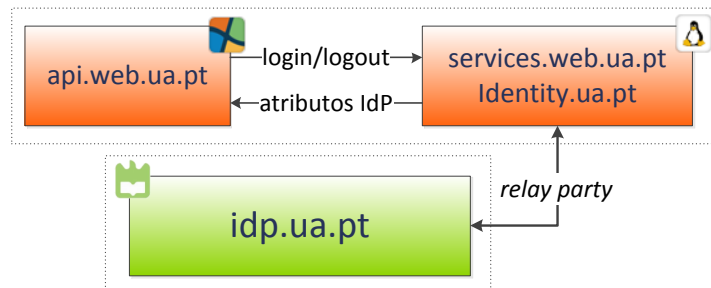 api.web.ua.pt
login/logout
atributos IdP
services.web.ua.pt
Identity.ua.pt
relay party
idp.ua.pt